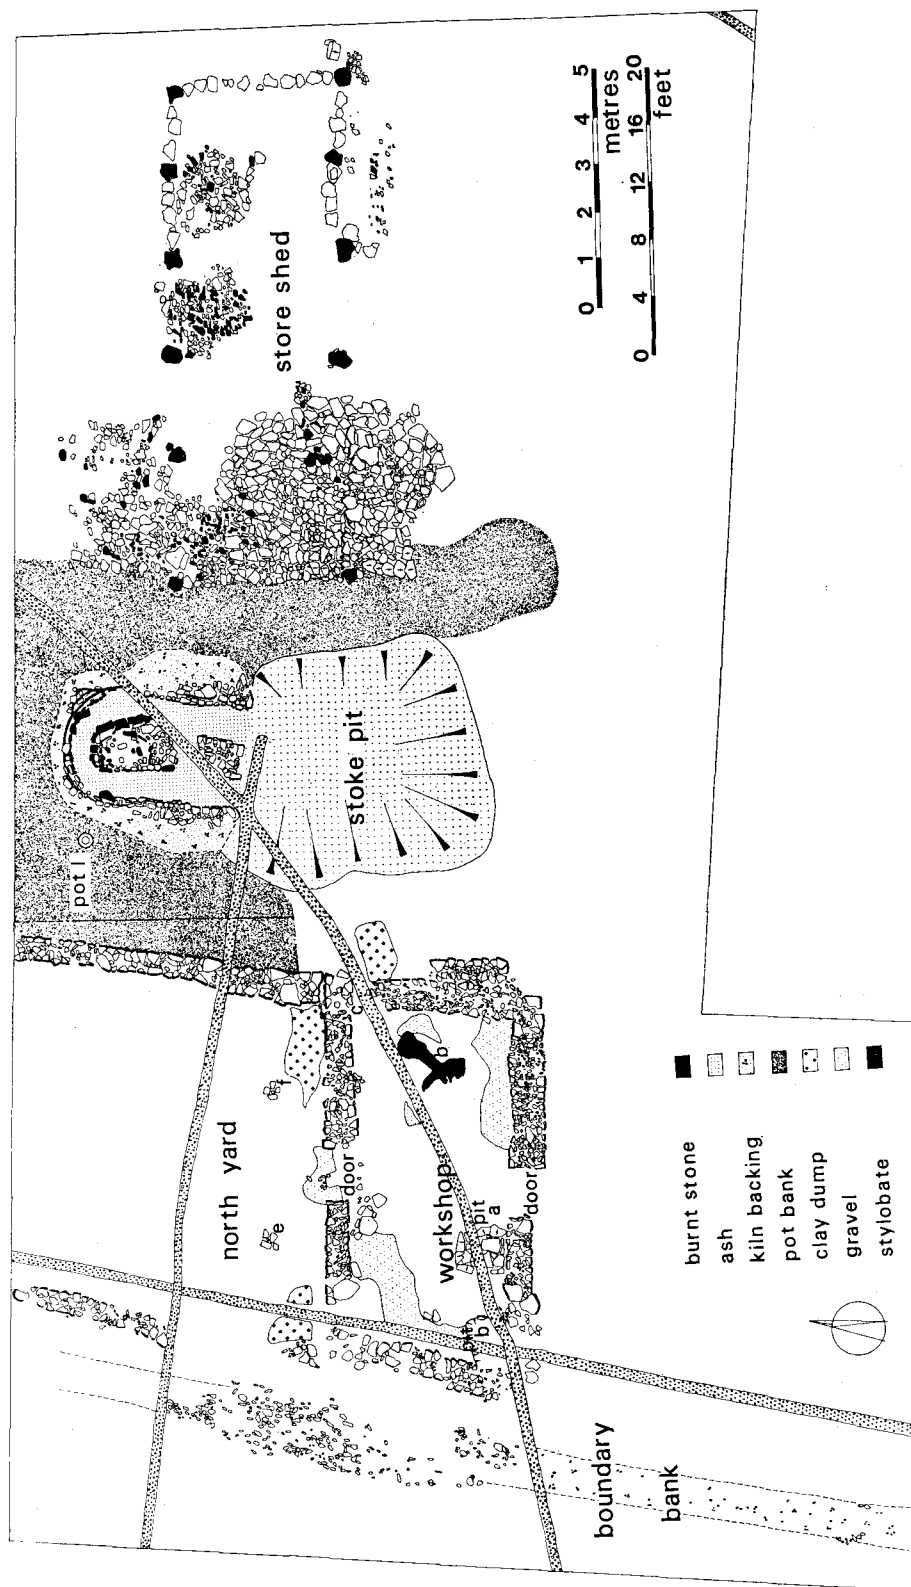 store shed
0 1 2 3 4 5
metres
0 4 8 12 16 20
feet
stoke pit
pot I
north yard
f
e
door
c
b
workshop
pit
a
door
pit
b
boundary
bank
burnt stone
ash
kiln backing
pot bank
clay dump
gravel
stylobate